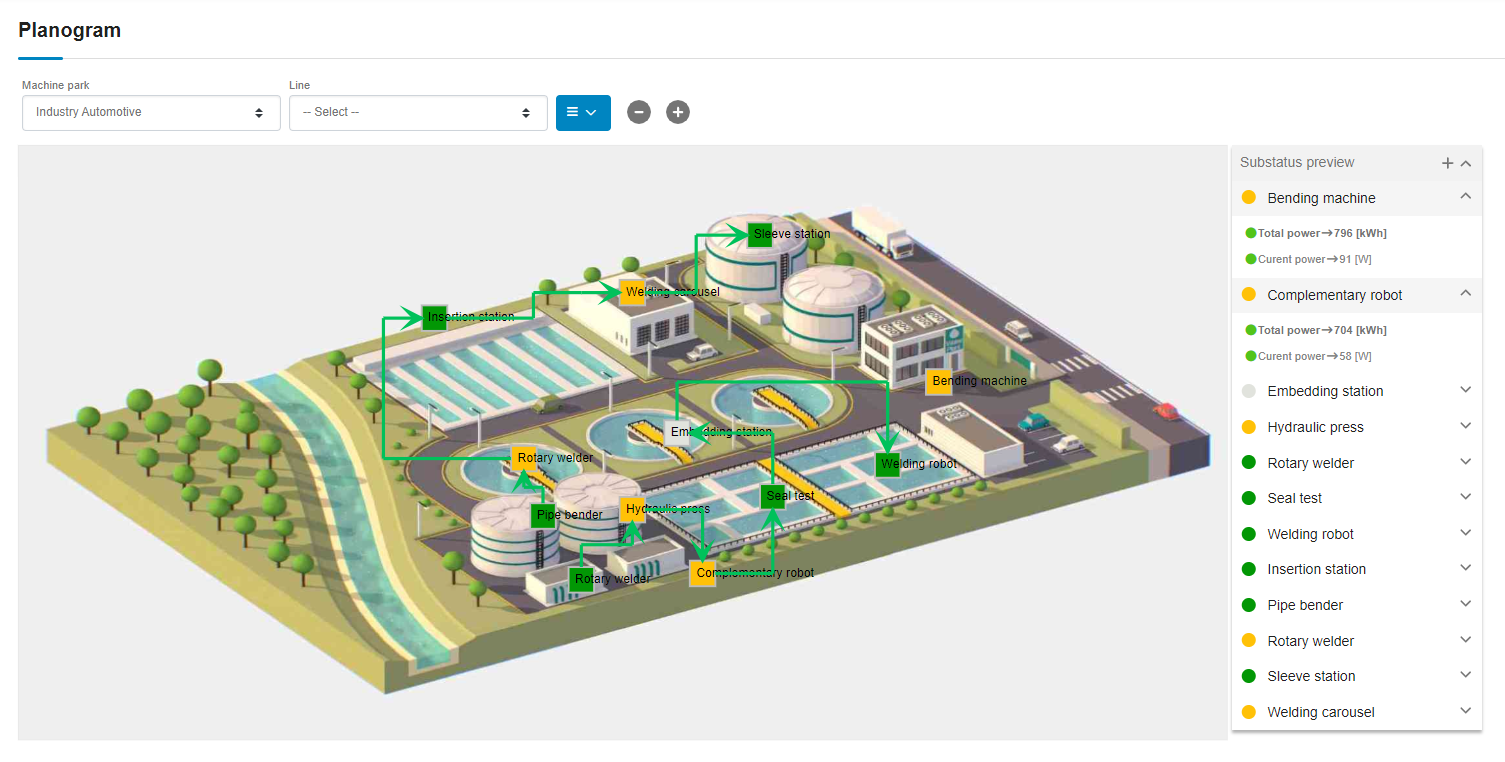 Planogram
Machine park
Line
Industry Automotive
-- Select --
Substatus preview
Bending machine
Total power→796 [kWh]
Curent power→91 [W]
Complementary robot
Total power→704 [kWh]
Curent power→58 [W]
Embedding station
Hydraulic press
Rotary welder
Seal test
Welding robot
Insertion station
Pipe bender
Rotary welder
Sleeve station
Welding carousel
Sleeve station
Welding carousel
Insertion station
Bending machine
Embedding station
Rotary welder
Welding robot
Seal test
Hydraulic press
Pipe bender
Complementary robot
Rotary welder